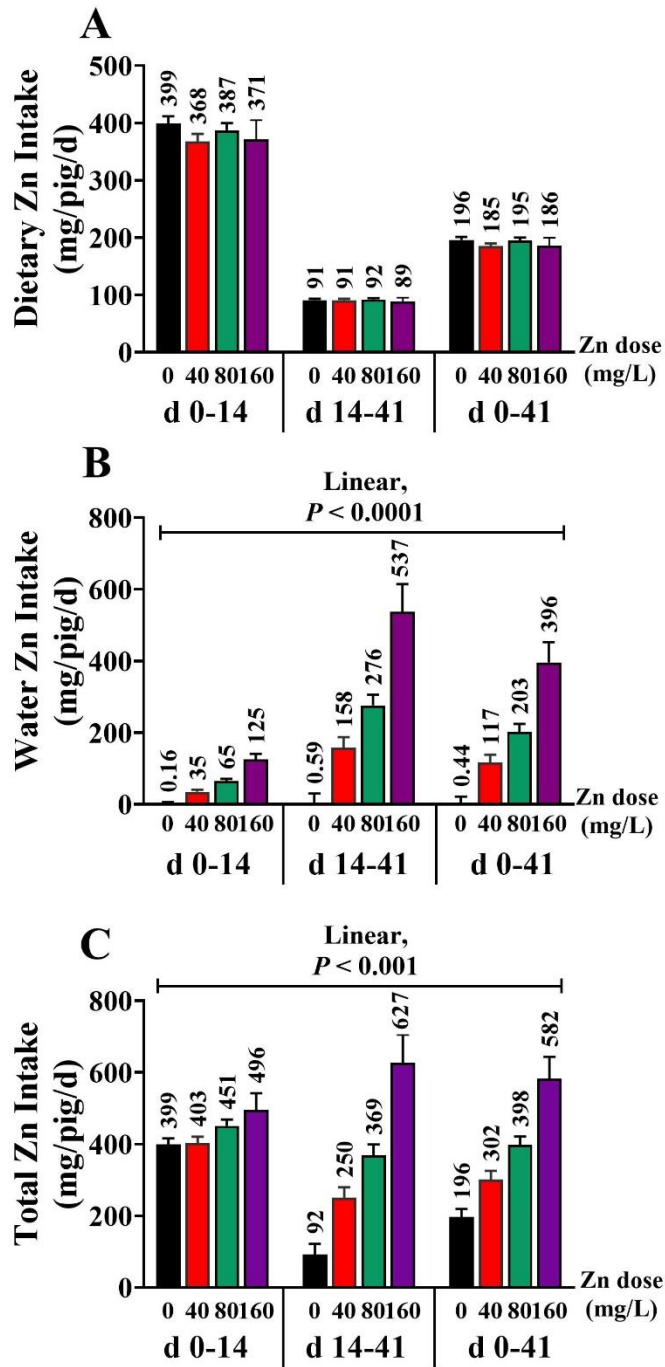 A
Dietary Zn Intake
(mg/pig/d)
500
400
300
200
100
0
399
368
387
371
91
91
92
89
196
185
195
186
0 40 80 160 0 40 80 160 0 40 80 160
Zn dose
(mg/L)
d 0-14 d 14-41 d 0-41
B
Linear,
P < 0.0001
Water Zn Intake
(mg/pig/d)
800
600
400
200
0
0.16
35
65
125
0.59
158
276
537
0.44
117
203
396
0 40 80 160 0 40 80 160 0 40 80 160
Zn dose
(mg/L)
d 0-14 d 14-41 d 0-41
C
Linear,
P < 0.001
Total Zn Intake
(mg/pig/d)
800
600
400
200
0
399
403
451
496
92
250
369
627
196
302
398
582
0 40 80 160 0 40 80 160 0 40 80 160
Zn dose
(mg/L)
d 0-14 d 14-41 d 0-41